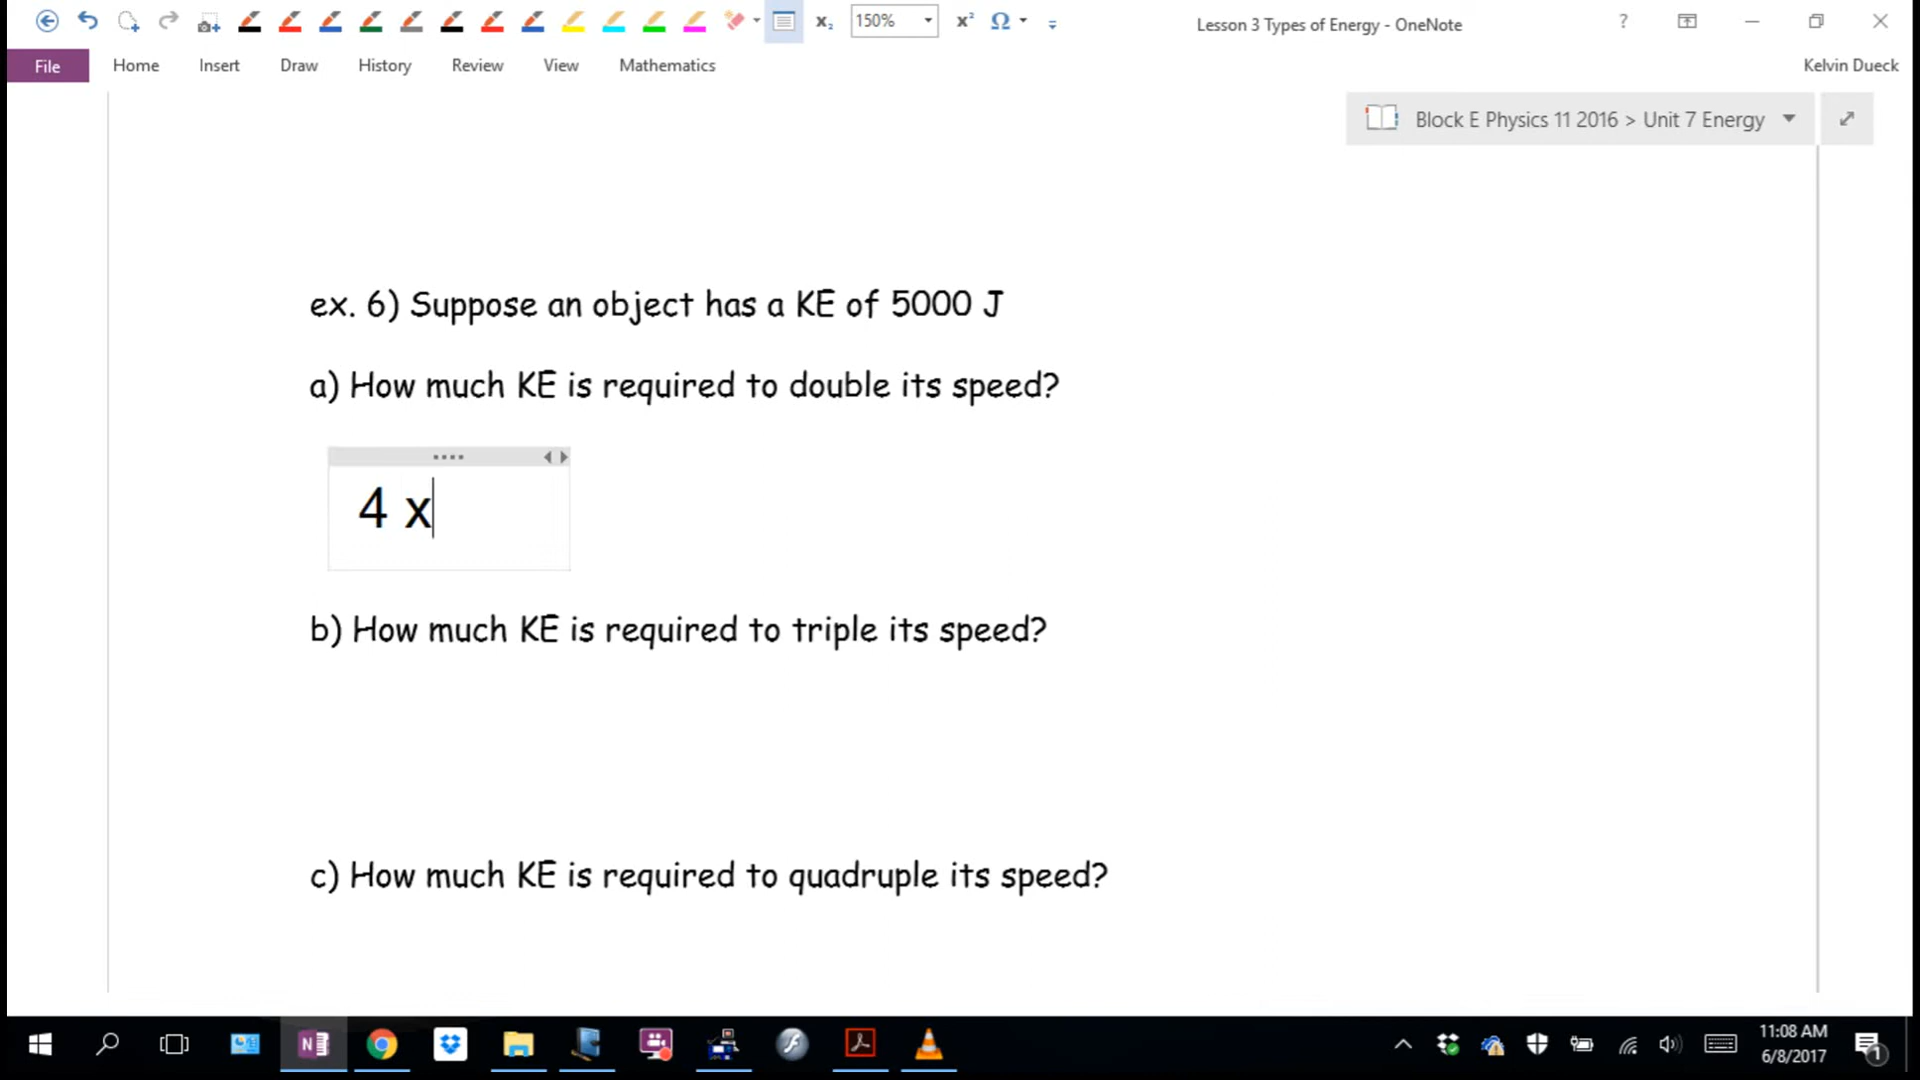 150%
x₂
x²
Ω
Lesson 3 Types of Energy - OneNote
?
File
Home
Insert
Draw
History
Review
View
Mathematics
Kelvin Dueck
Block E Physics 11 2016 > Unit 7 Energy
ex. 6) Suppose an object has a KE of 5000 J
a) How much KE is required to double its speed?
4 x
b) How much KE is required to triple its speed?
c) How much KE is required to quadruple its speed?
N
11:08 AM
6/8/2017
1